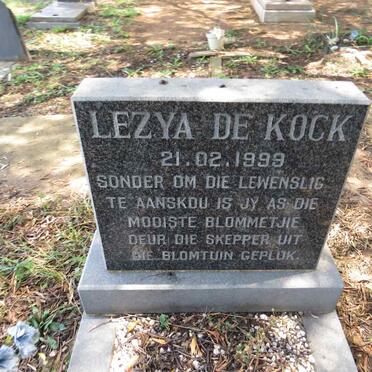 LEZYA DE KOCK
21.02.1999
SONDER OM DIE LEWENSLIG
TE AANSKOU IS JY AS DIE
MOOISTE BLOMMETJIE
DEUR DIE SKEPPER UIT
DIE BLOMTUIN GEPLUK.